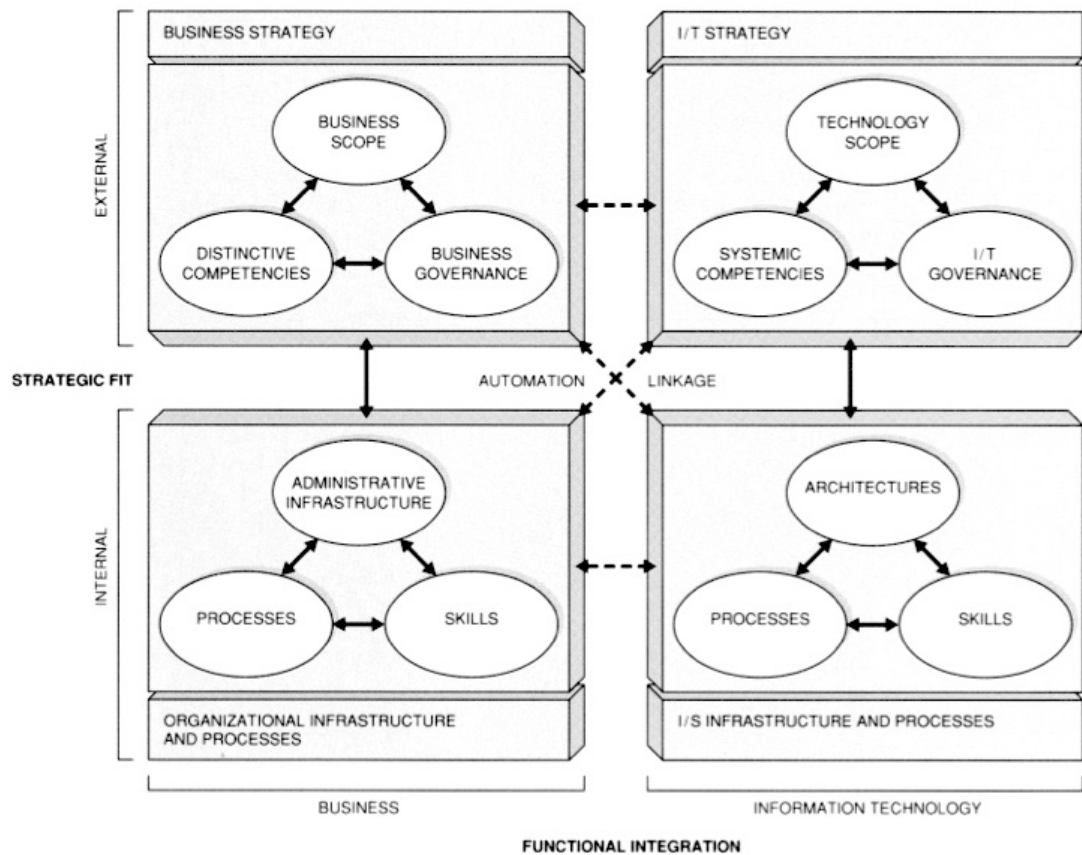 BUSINESS STRATEGY
I/T STRATEGY
EXTERNAL
BUSINESS
SCOPE
DISTINCTIVE
COMPETENCIES
BUSINESS
GOVERNANCE
TECHNOLOGY
SCOPE
SYSTEMIC
COMPETENCIES
I/T
GOVERNANCE
STRATEGIC FIT
AUTOMATION
LINKAGE
INTERNAL
ADMINISTRATIVE
INFRASTRUCTURE
PROCESSES
SKILLS
ARCHITECTURES
PROCESSES
SKILLS
ORGANIZATIONAL INFRASTRUCTURE
AND PROCESSES
I/S INFRASTRUCTURE AND PROCESSES
BUSINESS
INFORMATION TECHNOLOGY
FUNCTIONAL INTEGRATION